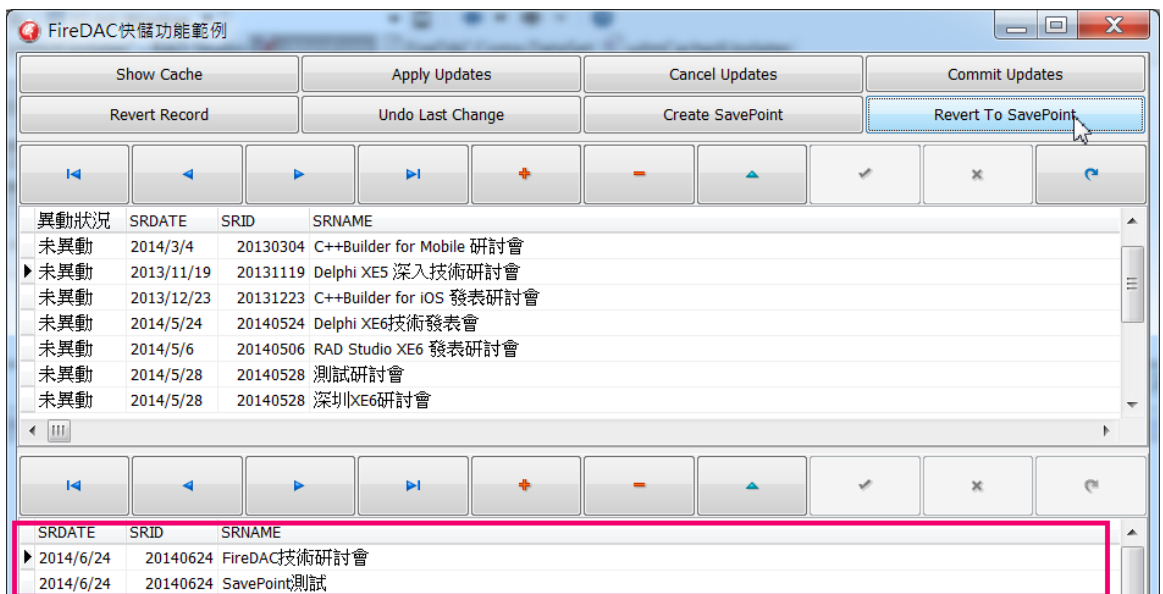 FireDAC快儲功能範例
Show Cache Apply Updates Cancel Updates Commit Updates
Revert Record Undo Last Change Create SavePoint Revert To SavePoint
異動狀況 SRDATE SRID SRNAME
未異動 2014/3/4 20130304 C++Builder for Mobile 研討會
未異動 2013/11/19 20131119 Delphi XE5 深入技術研討會
未異動 2013/12/23 20131223 C++Builder for iOS 發表研討會
未異動 2014/5/24 20140524 Delphi XE6技術發表會
未異動 2014/5/6 20140506 RAD Studio XE6 發表研討會
未異動 2014/5/28 20140528 測試研討會
未異動 2014/5/28 20140528 深圳XE6研討會
SRDATE SRID SRNAME
2014/6/24 20140624 FireDAC技術研討會
2014/6/24 20140624 SavePoint測試